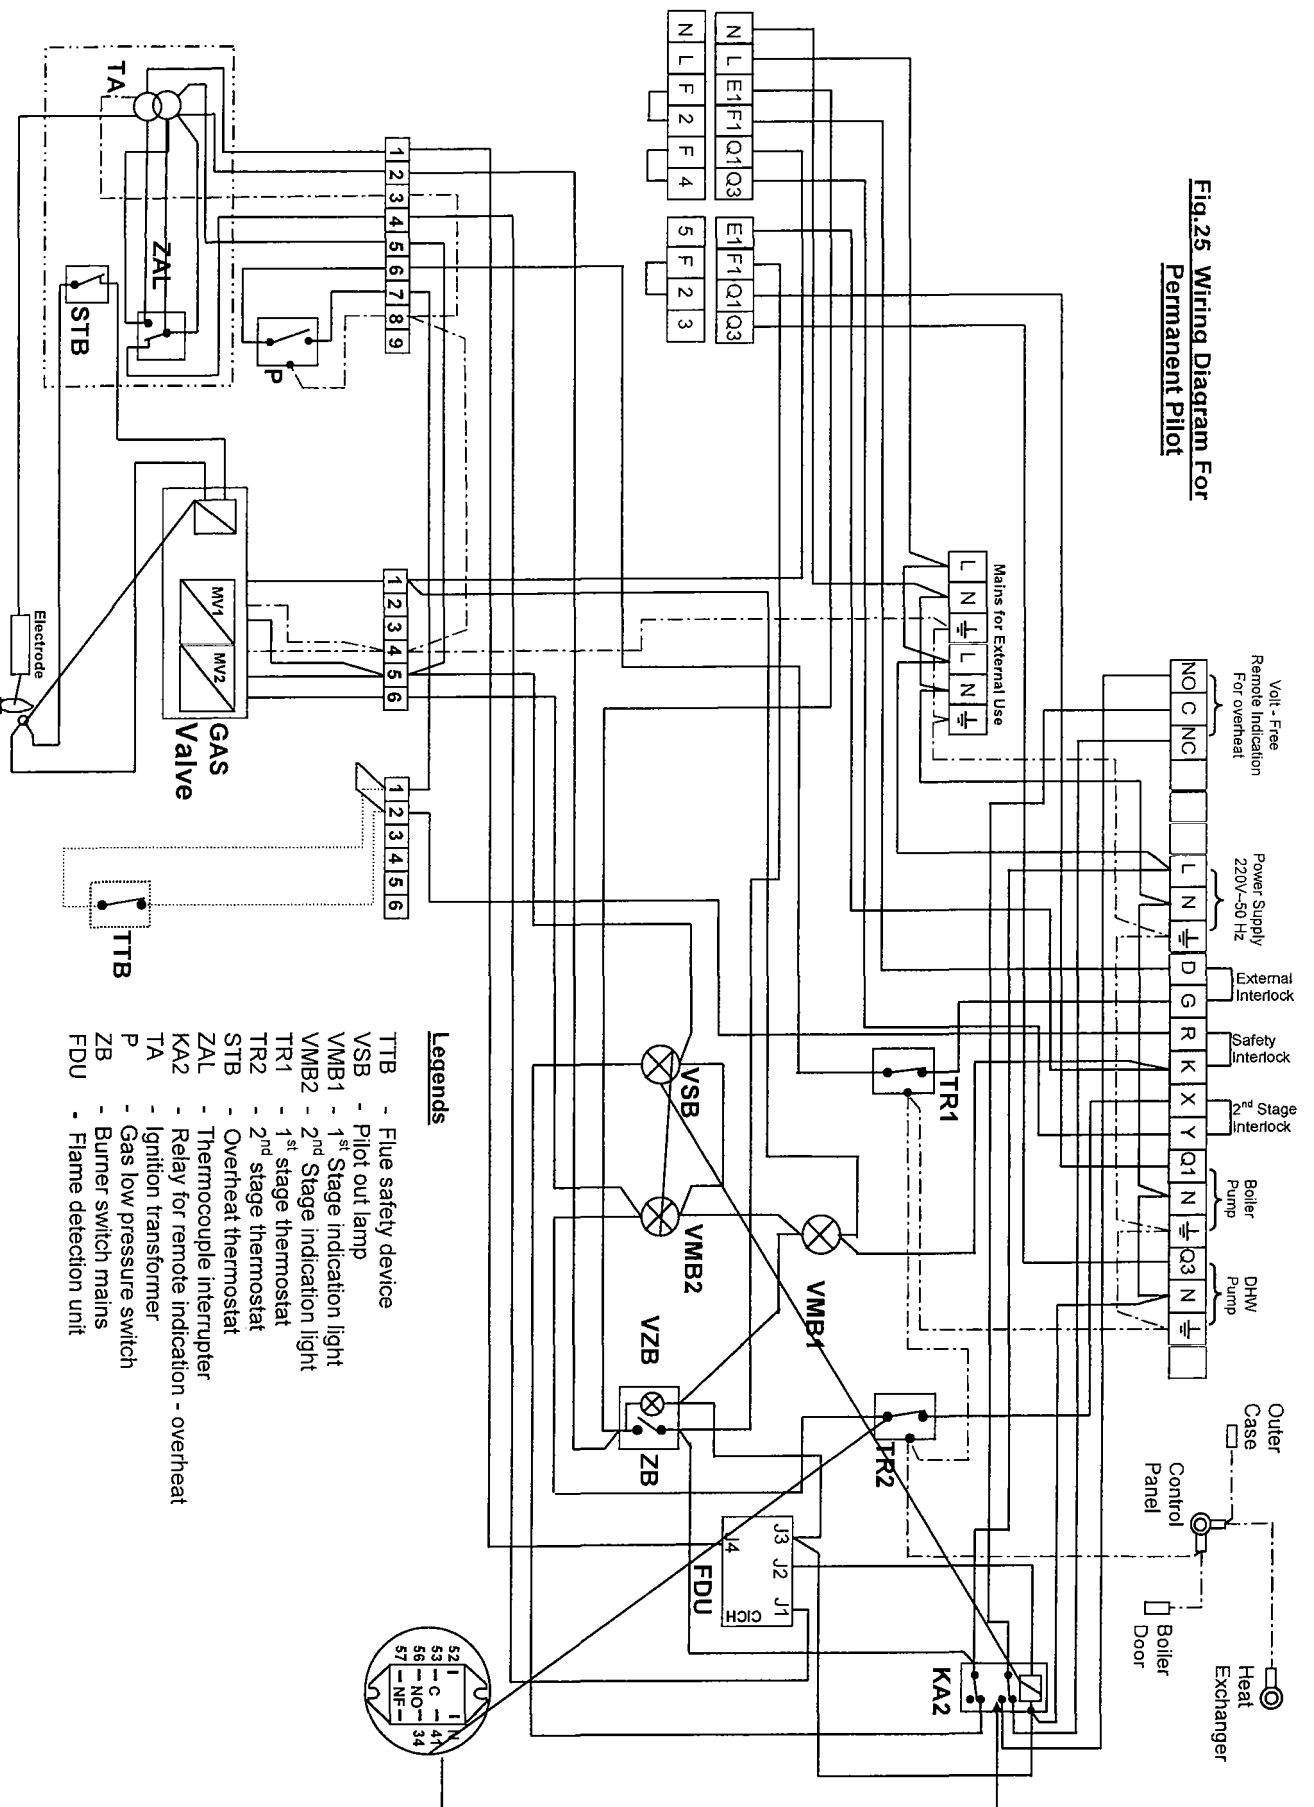 Fig.25 Wiring Diagram For
Permanent Pilot
Volt - Free
Remote Indication
For overheat
Power Supply
220V~50 Hz
External
Interlock
Safety
Interlock
2nd Stage
Interlock
Boiler
Pump
DHW
Pump
NO C NC L N D G R K X Y Q1 N Q3 N
Outer
Case
Control
Panel
Boiler
Door
Heat
Exchanger
Mains for External Use
L N L N
N L E1 F1 Q1 Q3 E1 F1 Q1 Q3
N L F 2 F 4 5 F 2 3
TR1
TR2
KA2
VMB1
VSB
VMB2
VZB
ZB
J3 J2 J1
J4
CICH
FDU
1 2 3 4 5 6 7 8 9
1 2 3 4 5 6
1 2 3 4 5 6
P
TA
ZAL
STB
MV1 MV2
GAS
Valve
Electrode
TTB
52 N
53 C 41
56 NO 34
57 NF
Legends
TTB - Flue safety device
VSB - Pilot out lamp
VMB1 - 1st Stage indication light
VMB2 - 2nd Stage indication light
TR1 - 1st stage thermostat
TR2 - 2nd stage thermostat
STB - Overheat thermostat
ZAL - Thermocouple interrupter
KA2 - Relay for remote indication - overheat
TA - Ignition transformer
P - Gas low pressure switch
ZB - Burner switch mains
FDU - Flame detection unit